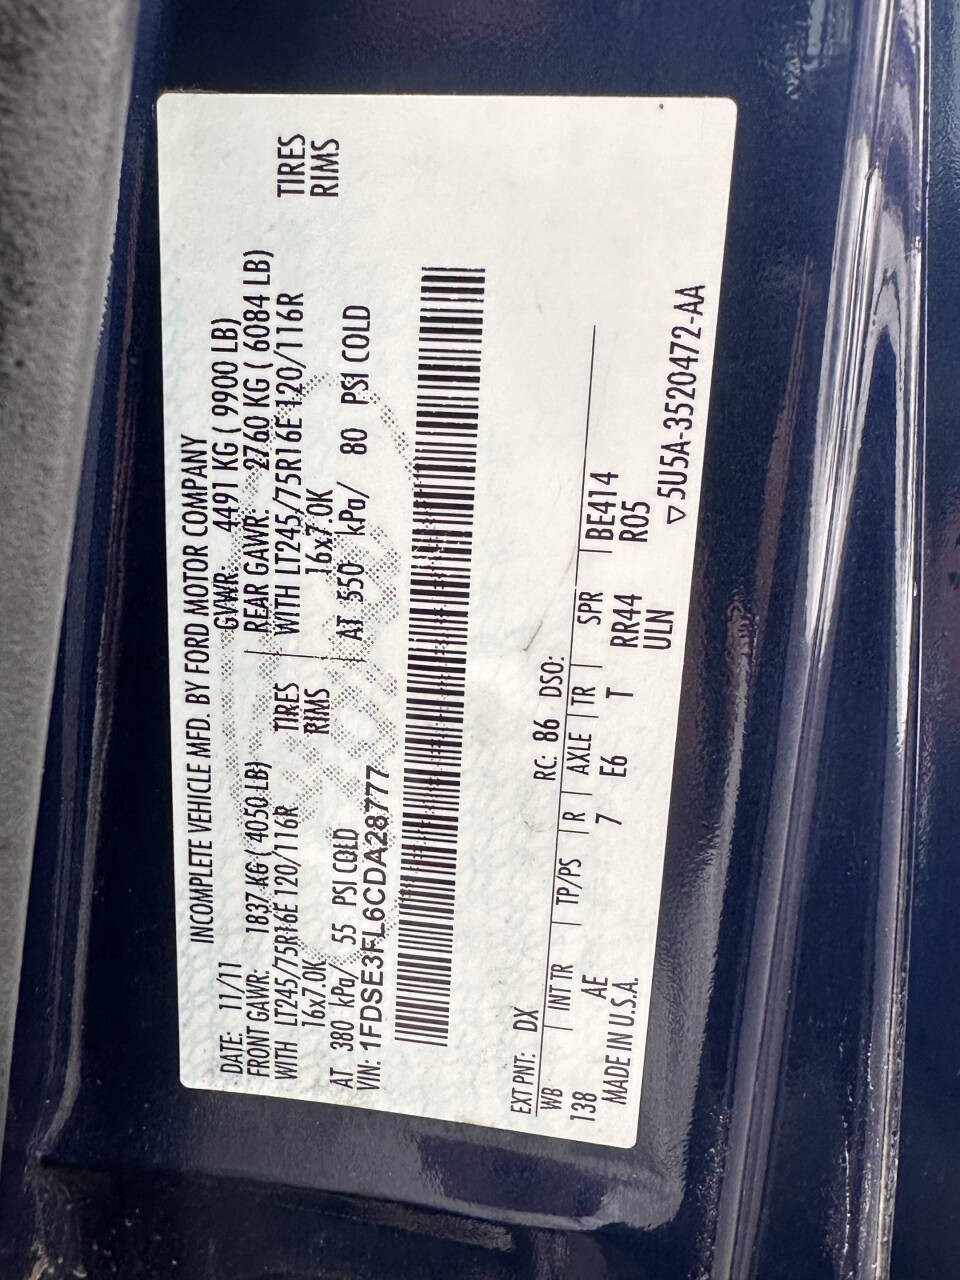 INCOMPLETE VEHICLE MFD. BY FORD MOTOR COMPANY
DATE: 11/11 GVWR: 4491 KG ( 9900 LB)
FRONT GAWR: 1837 KG ( 4050 LB) REAR GAWR: 2760 KG ( 6084 LB)
WITH LT245/75R16E 120/116R TIRES WITH LT245/75R16E 120/116R TIRES
16x7.0K RIMS 16x7.0K RIMS
AT 380 kPa/ 55 PSI COLD AT 550 kPa/ 80 PSI COLD
VIN: 1FDSE3FL6CDA28777
EXT PNT: DX RC: 86 DSO:
WB INT TR TP/PS R AXLE TR SPR BE414
138 AE 7 E6 T RR44 R05
MADE IN U.S.A. ULN
▽5U5A-3520472-AA